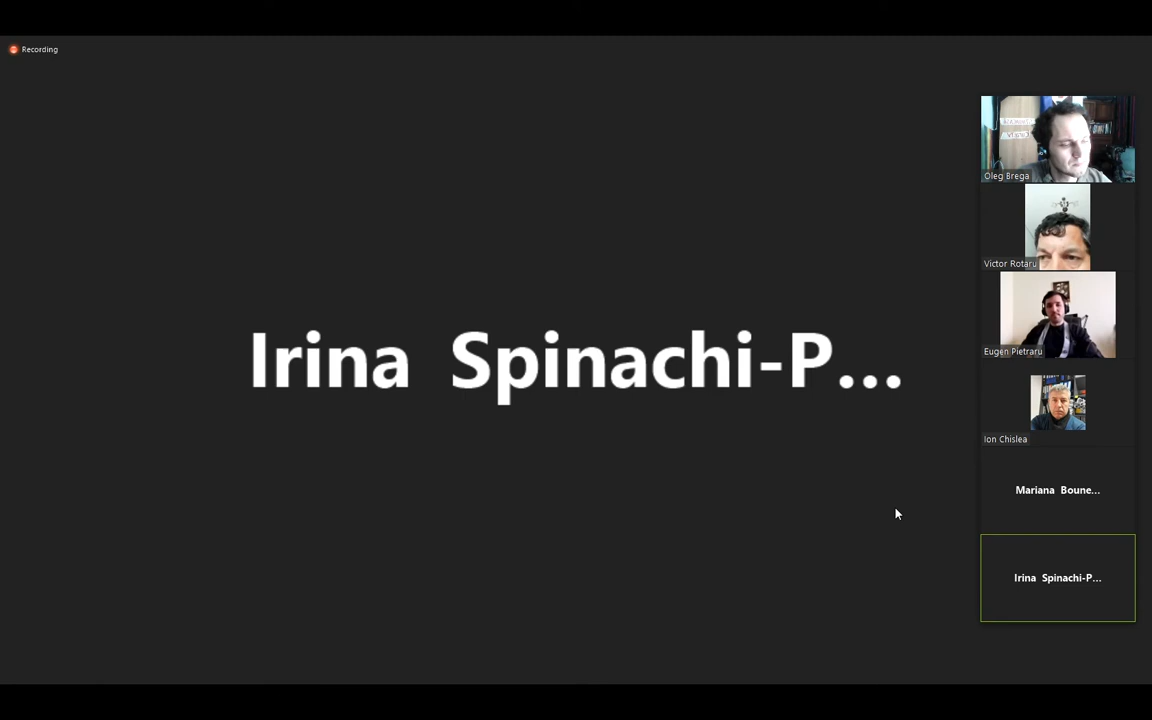 Recording
Oleg Brega
Victor Rotaru
Eugen Pietraru
Ion Chislea
Mariana Boune...
Irina Spinachi-P...
Irina Spinachi-P...